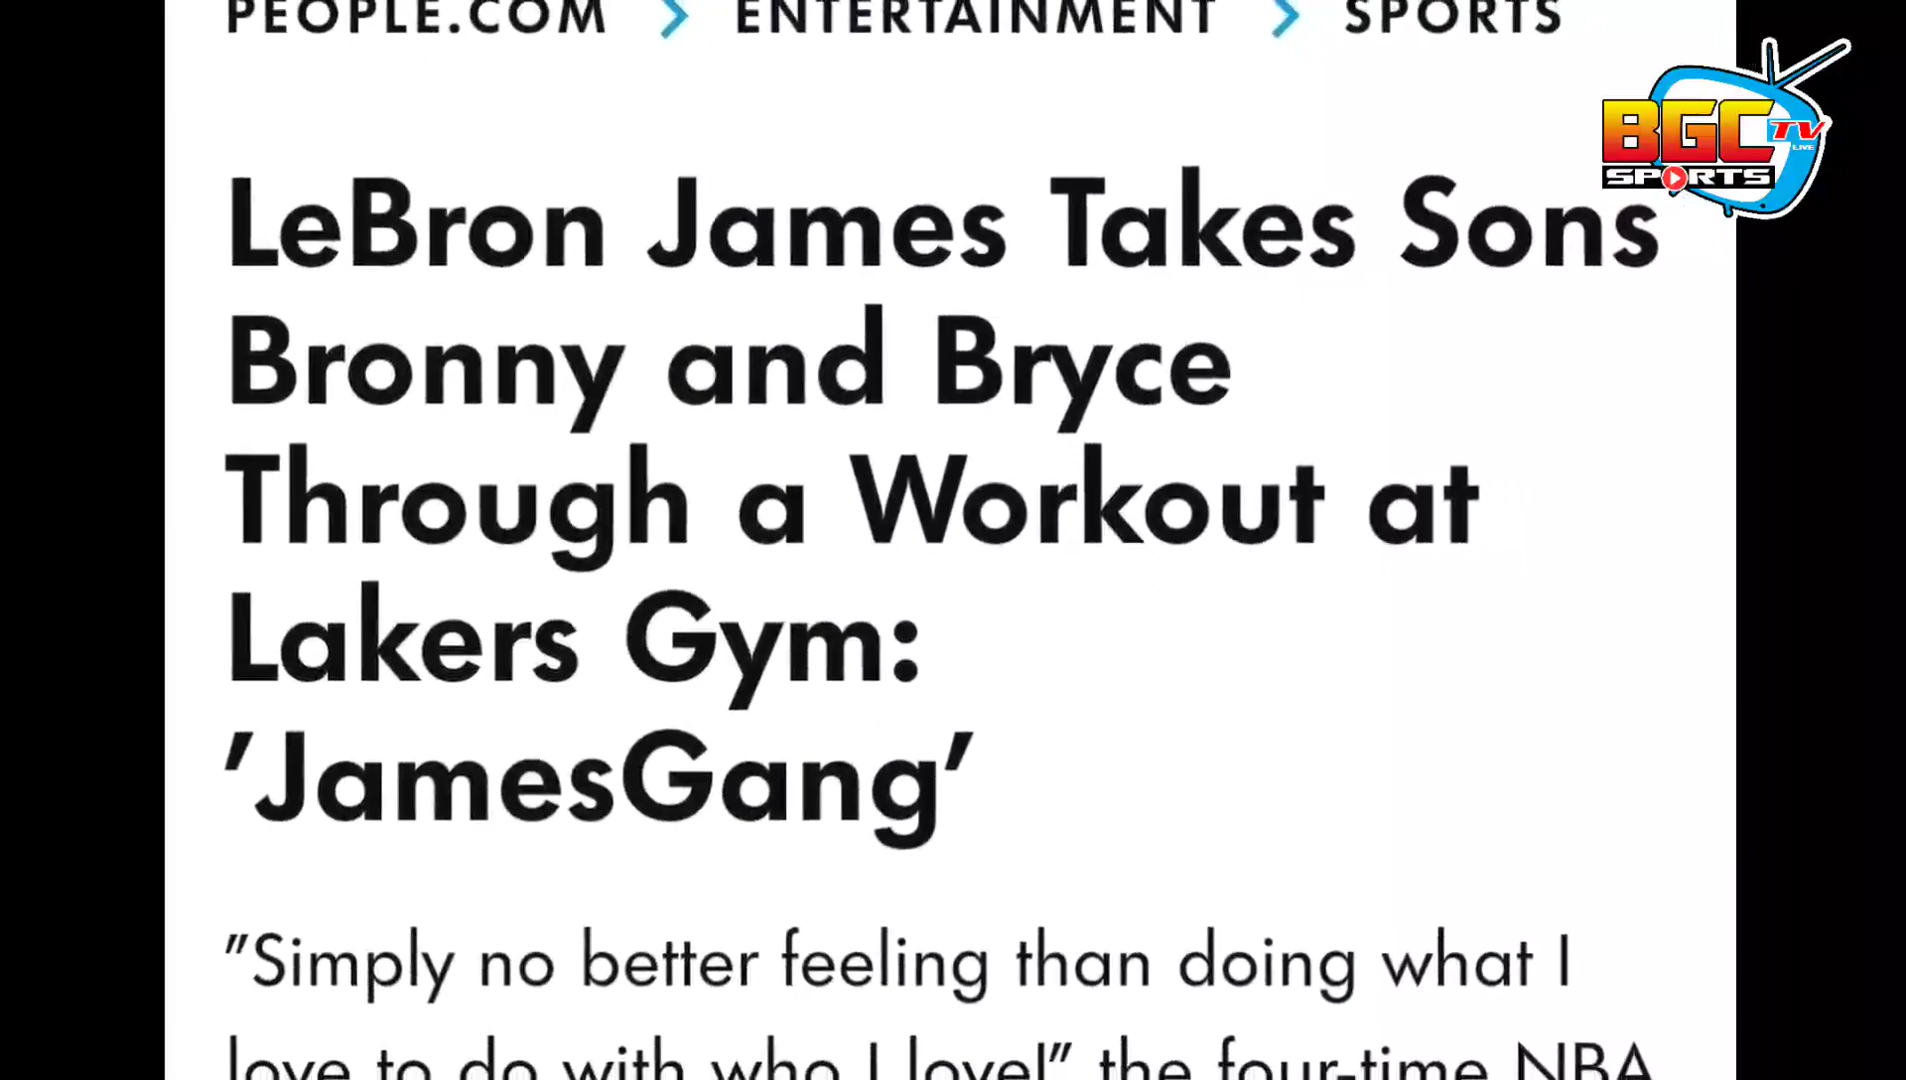 PEOPLE.COM > ENTERTAINMENT > SPORTS
BGC TV
LIVE
SPORTS
LeBron James Takes Sons
Bronny and Bryce
Through a Workout at
Lakers Gym:
'JamesGang'
"Simply no better feeling than doing what I
love to do with who I love!" the four-time NBA